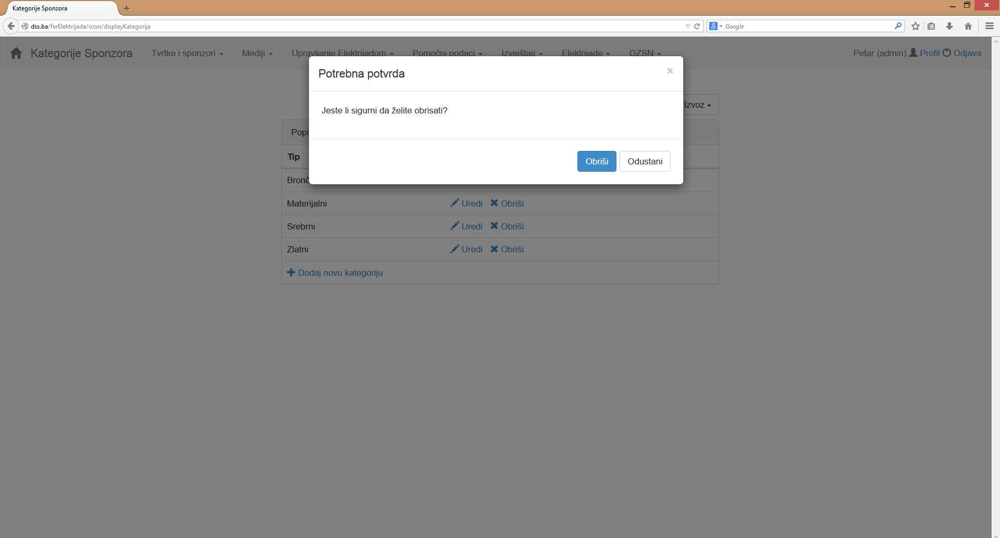 Kategorije Sponzora
dss.ba/ferElektrijada/ozsn/displayKategorija
Google
Kategorije Sponzora Tvrtke i sponzori Mediji Upravljanje Elektrijadom Pomoćni podaci Izvještaji Elektrijade OZSN Petar (admin) Profil Odjava
Potrebna potvrda ×
Jeste li sigurni da želite obrisati?
Obriši Odustani
Izvoz
Popi
Tip
Bronč
Materijalni Uredi Obriši
Srebrni Uredi Obriši
Zlatni Uredi Obriši
Dodaj novu kategoriju